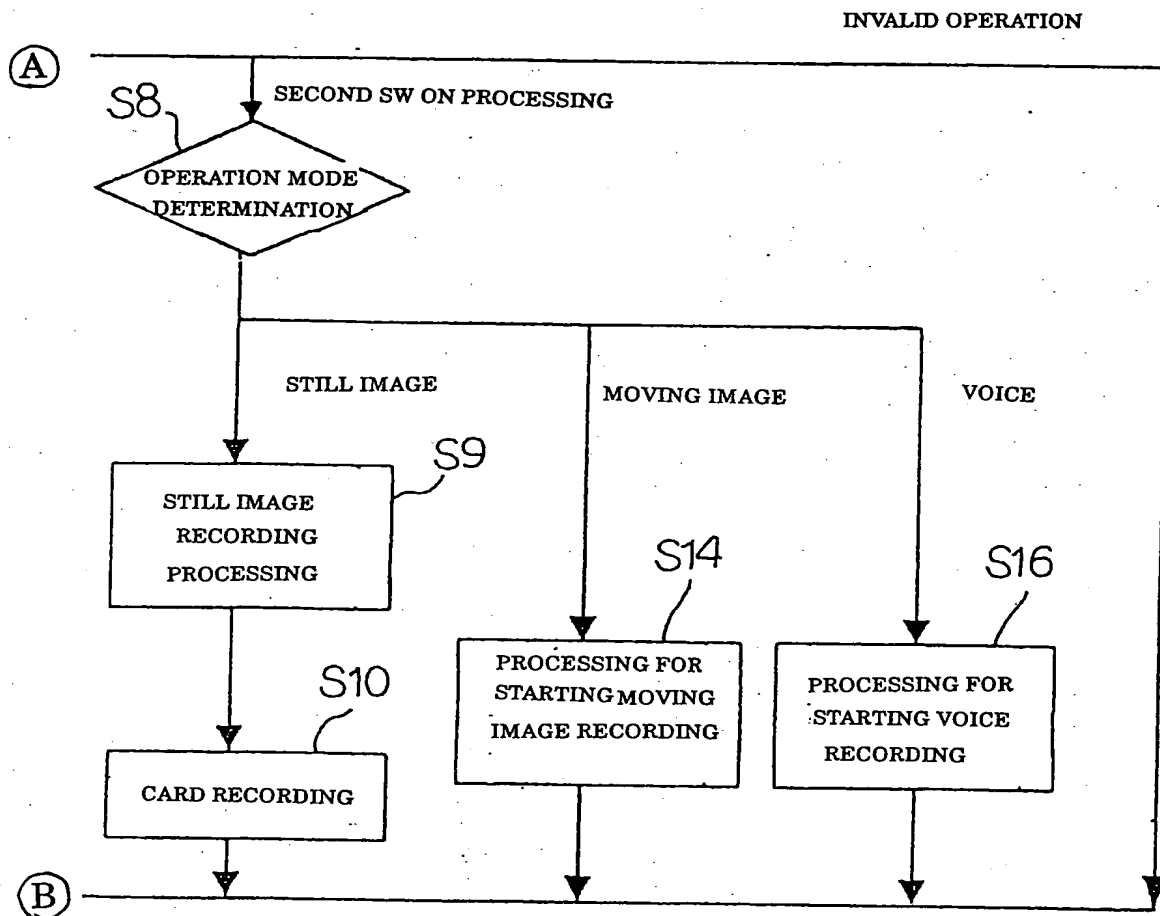 INVALID OPERATION
A
SECOND SW ON PROCESSING
S8
OPERATION MODE
DETERMINATION
STILL IMAGE
MOVING IMAGE
VOICE
S9
STILL IMAGE
RECORDING
PROCESSING
S14
PROCESSING FOR
STARTING MOVING
IMAGE RECORDING
S16
PROCESSING FOR
STARTING VOICE
RECORDING
S10
CARD RECORDING
B